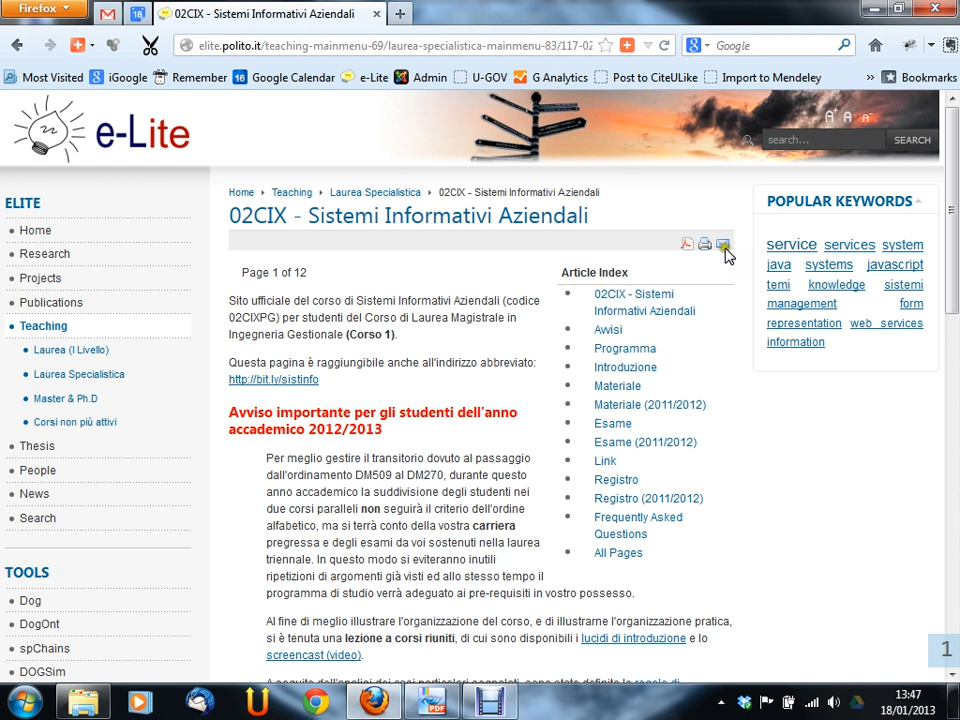 Firefox
02CIX - Sistemi Informativi Aziendali
elite.polito.it/teaching-mainmenu-69/laurea-specialistica-mainmenu-83/117-02
Google
Most Visited
iGoogle
Remember
Google Calendar
e-Lite
Admin
U-GOV
G Analytics
Post to CiteULike
Import to Mendeley
Bookmarks
e-Lite
A+ A A-
search...
SEARCH
ELITE
Home
Research
Projects
Publications
Teaching
Laurea (I Livello)
Laurea Specialistica
Master & Ph.D
Corsi non più attivi
Thesis
People
News
Search
TOOLS
Dog
DogOnt
spChains
DOGSim
Home Teaching Laurea Specialistica 02CIX - Sistemi Informativi Aziendali
02CIX - Sistemi Informativi Aziendali
Page 1 of 12
Sito ufficiale del corso di Sistemi Informativi Aziendali (codice
02CIXPG) per studenti del Corso di Laurea Magistrale in
Ingegneria Gestionale (Corso 1).
Questa pagina è raggiungibile anche all'indirizzo abbreviato:
http://bit.ly/sistinfo
Avviso importante per gli studenti dell'anno
accademico 2012/2013
Per meglio gestire il transitorio dovuto al passaggio
dall'ordinamento DM509 al DM270, durante questo
anno accademico la suddivisione degli studenti nei
due corsi paralleli non seguirà il criterio dell'ordine
alfabetico, ma si terrà conto della vostra carriera
pregressa e degli esami da voi sostenuti nella laurea
triennale. In questo modo si eviteranno inutili
ripetizioni di argomenti già visti ed allo stesso tempo il
programma di studio verrà adeguato ai pre-requisiti in vostro possesso.
Al fine di meglio illustrare l'organizzazione del corso, e di illustrarne l'organizzazione pratica,
si è tenuta una lezione a corsi riuniti, di cui sono disponibili i lucidi di introduzione e lo
screencast (video).
Article Index
02CIX - Sistemi
Informativi Aziendali
Avvisi
Programma
Introduzione
Materiale
Materiale (2011/2012)
Esame
Esame (2011/2012)
Link
Registro
Registro (2011/2012)
Frequently Asked
Questions
All Pages
POPULAR KEYWORDS
service services system
java systems javascript
temi knowledge sistemi
management form
representation web services
information
1
13:47
18/01/2013